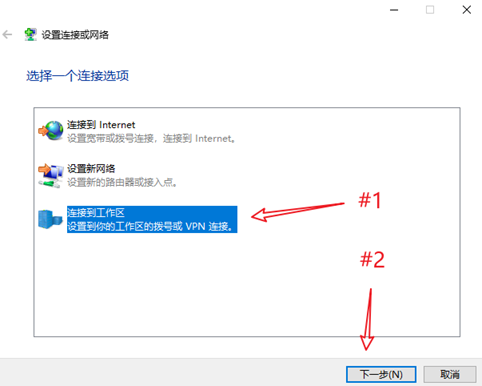 设置连接或网络
选择一个连接选项
连接到 Internet
设置宽带或拨号连接，连接到 Internet。
设置新网络
设置新的路由器或接入点。
连接到工作区
设置到你的工作区的拨号或 VPN 连接。
#1
#2
下一步(N)
取消